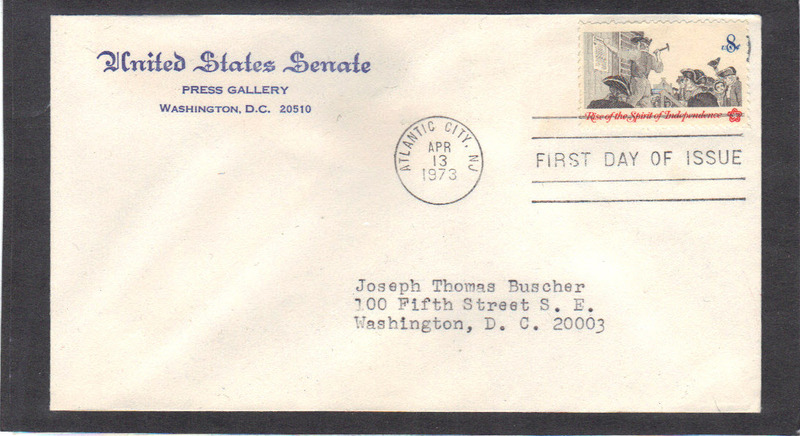 United States Senate
PRESS GALLERY
WASHINGTON, D.C. 20510
8
Rise of the Spirit of Independence
ATLANTIC CITY, NJ
APR
13
1973
FIRST DAY OF ISSUE
Joseph Thomas Buscher
100 Fifth Street S. E.
Washington, D. C. 20003